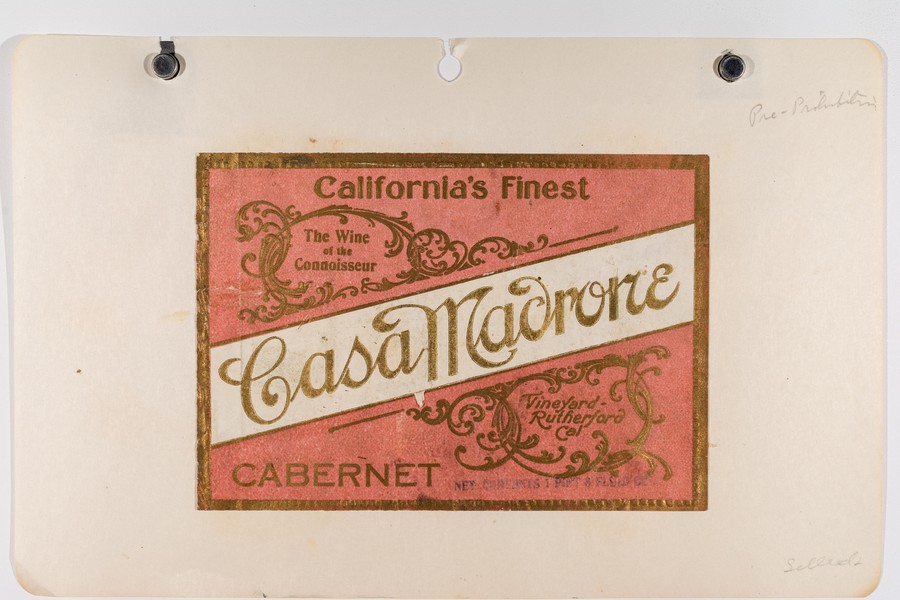 Pre-Prohibition
California's Finest
The Wine
of the
Connoisseur
Casa Madrone
Vineyard-
Rutherford
Cal
CABERNET
NET CONTENTS 1 PINT 8 FLUID OZ